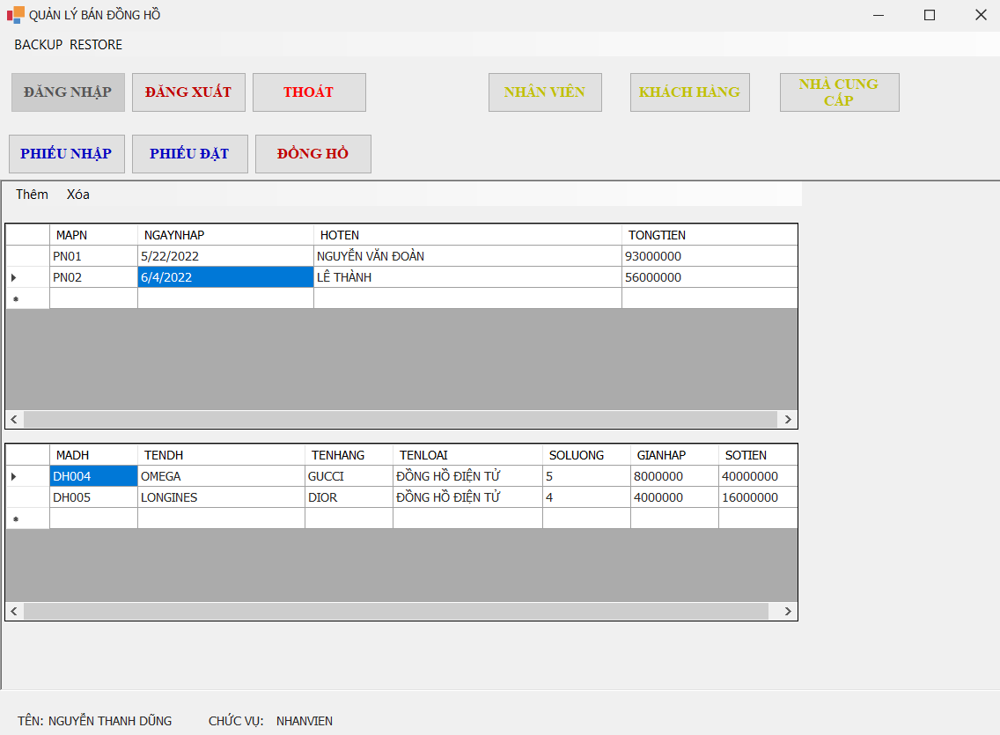 QUẢN LÝ BÁN ĐỒNG HỒ
BACKUP RESTORE
ĐĂNG NHẬP ĐĂNG XUẤT THOÁT NHÂN VIÊN KHÁCH HÀNG NHÀ CUNG
CẤP
PHIẾU NHẬP PHIẾU ĐẶT ĐỒNG HỒ
Thêm Xóa
MAPN NGAYNHAP HOTEN TONGTIEN
PN01 5/22/2022 NGUYỄN VĂN ĐOÀN 93000000
PN02 6/4/2022 LÊ THÀNH 56000000
MADH TENDH TENHANG TENLOAI SOLUONG GIANHAP SOTIEN
DH004 OMEGA GUCCI ĐỒNG HỒ ĐIỆN TỬ 5 8000000 40000000
DH005 LONGINES DIOR ĐỒNG HỒ ĐIỆN TỬ 4 4000000 16000000
TÊN: NGUYỄN THANH DŨNG CHỨC VỤ: NHANVIEN